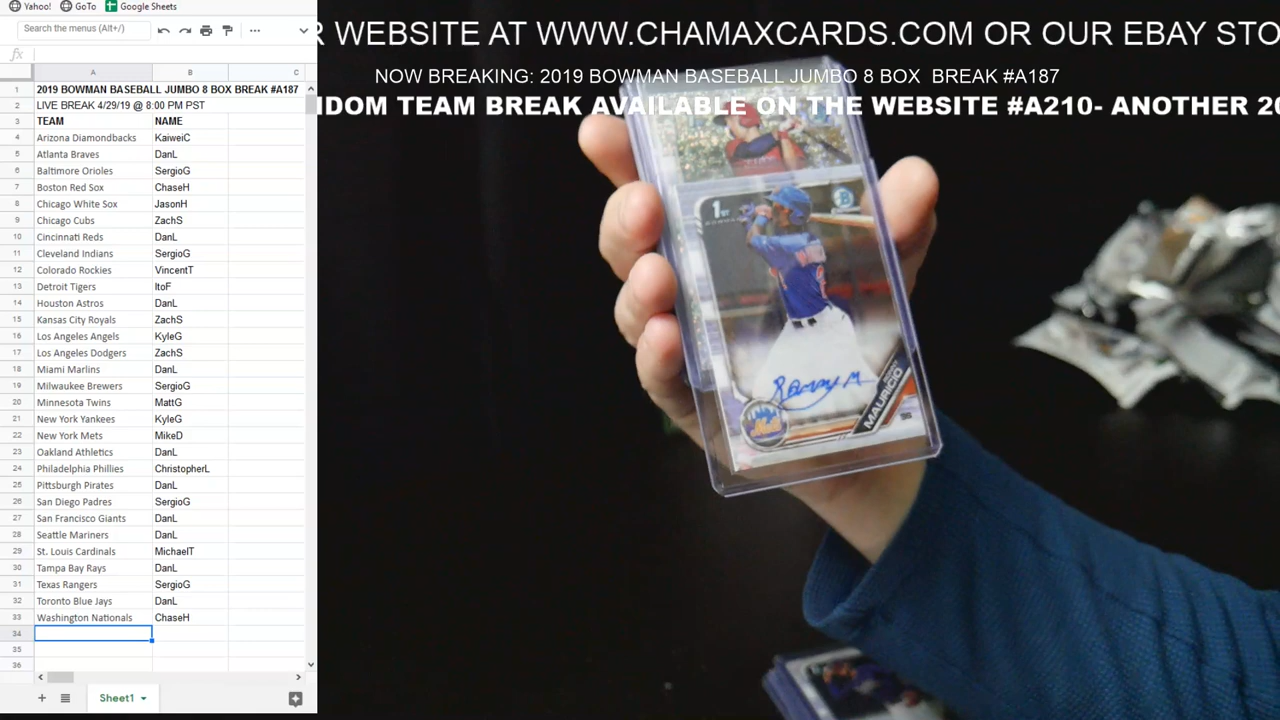 Yahoo! GoTo Google Sheets
Search the menus (Alt+/)
fx
A B C
1 2019 BOWMAN BASEBALL JUMBO 8 BOX BREAK #A187
2 LIVE BREAK 4/29/19 @ 8:00 PM PST
3 TEAM NAME
4 Arizona Diamondbacks KaiweiC
5 Atlanta Braves DanL
6 Baltimore Orioles SergioG
7 Boston Red Sox ChaseH
8 Chicago White Sox JasonH
9 Chicago Cubs ZachS
10 Cincinnati Reds DanL
11 Cleveland Indians SergioG
12 Colorado Rockies VincentT
13 Detroit Tigers ItoF
14 Houston Astros DanL
15 Kansas City Royals ZachS
16 Los Angeles Angels KyleG
17 Los Angeles Dodgers ZachS
18 Miami Marlins DanL
19 Milwaukee Brewers SergioG
20 Minnesota Twins MattG
21 New York Yankees KyleG
22 New York Mets MikeD
23 Oakland Athletics DanL
24 Philadelphia Phillies ChristopherL
25 Pittsburgh Pirates DanL
26 San Diego Padres SergioG
27 San Francisco Giants DanL
28 Seattle Mariners DanL
29 St. Louis Cardinals MichaelT
30 Tampa Bay Rays DanL
31 Texas Rangers SergioG
32 Toronto Blue Jays DanL
33 Washington Nationals ChaseH
34
35
36
Sheet1
R WEBSITE AT WWW.CHAMAXCARDS.COM OR OUR EBAY STO
NOW BREAKING: 2019 BOWMAN BASEBALL JUMBO 8 BOX BREAK #A187
NDOM TEAM BREAK AVAILABLE ON THE WEBSITE #A210- ANOTHER 20
1st
MAURICIO
Mets